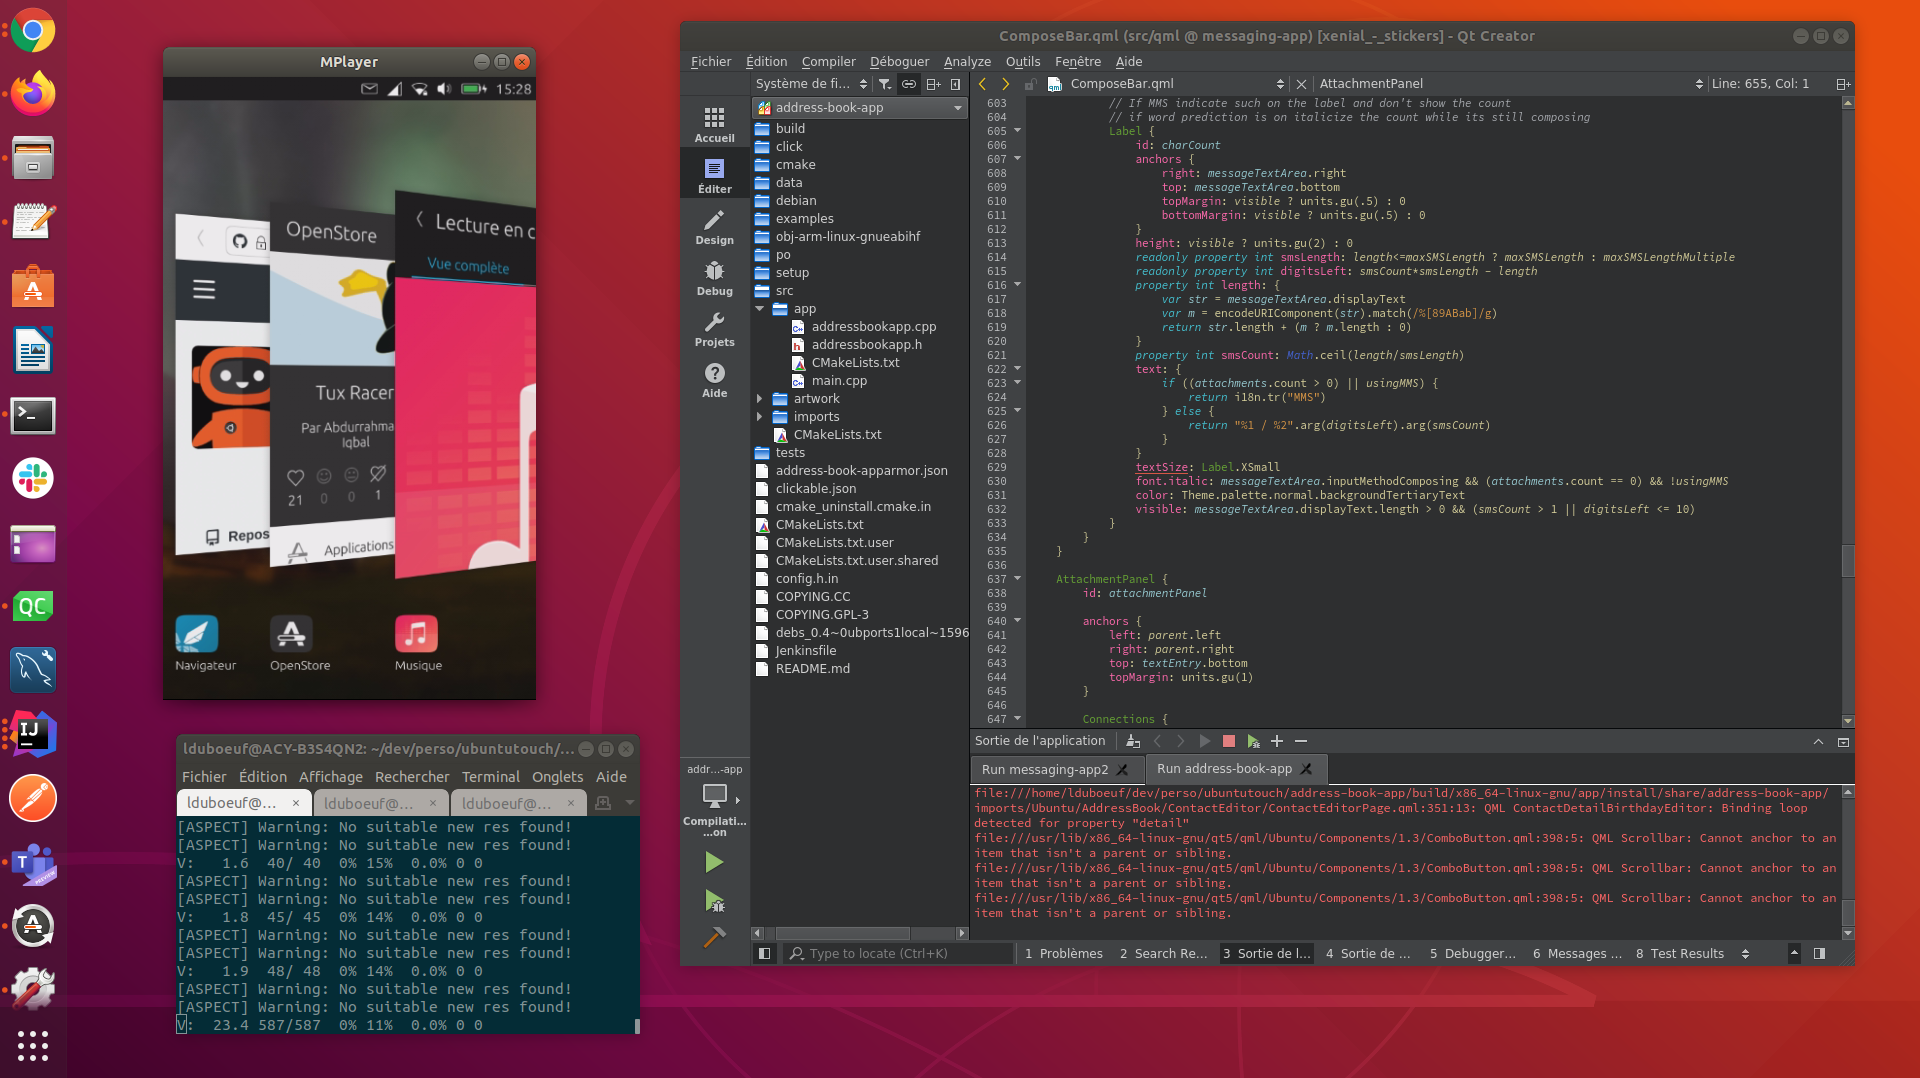 MPlayer
15:28
OpenStore
Lecture en c
Vue complète
Tux Racer
Par Abdurrahma
Iqbal
21 0 0 1
Repos
Applications
Navigateur
OpenStore
Musique
lduboeuf@ACY-B3S4QN2: ~/dev/perso/ubuntutouch/...
Fichier Édition Affichage Rechercher Terminal Onglets Aide
lduboeuf@... × lduboeuf@... × lduboeuf@... ×
[ASPECT] Warning: No suitable new res found!
[ASPECT] Warning: No suitable new res found!
V: 1.6 40/ 40 0% 15% 0.0% 0 0
[ASPECT] Warning: No suitable new res found!
[ASPECT] Warning: No suitable new res found!
V: 1.8 45/ 45 0% 14% 0.0% 0 0
[ASPECT] Warning: No suitable new res found!
[ASPECT] Warning: No suitable new res found!
V: 1.9 48/ 48 0% 14% 0.0% 0 0
[ASPECT] Warning: No suitable new res found!
[ASPECT] Warning: No suitable new res found!
V: 23.4 587/587 0% 11% 0.0% 0 0
ComposeBar.qml (src/qml @ messaging-app) [xenial_-_stickers] - Qt Creator
Fichier Édition Compiler Déboguer Analyze Outils Fenêtre Aide
Système de fi... ComposeBar.qml AttachmentPanel Line: 655, Col: 1
Accueil
Éditer
Design
Debug
Projets
Aide
addr...-app
Compilati...
...on
address-book-app
build
click
cmake
data
debian
examples
obj-arm-linux-gnueabihf
po
setup
src
app
addressbookapp.cpp
addressbookapp.h
CMakeLists.txt
main.cpp
artwork
imports
CMakeLists.txt
tests
address-book-apparmor.json
clickable.json
cmake_uninstall.cmake.in
CMakeLists.txt
CMakeLists.txt.user
CMakeLists.txt.user.shared
config.h.in
COPYING.CC
COPYING.GPL-3
debs_0.4~0ubports1local~1596
Jenkinsfile
README.md
603 // If MMS indicate such on the label and don't show the count
604 // if word prediction is on italicize the count while its still composing
605 Label {
606 id: charCount
607 anchors {
608 right: messageTextArea.right
609 top: messageTextArea.bottom
610 topMargin: visible ? units.gu(.5) : 0
611 bottomMargin: visible ? units.gu(.5) : 0
612 }
613 height: visible ? units.gu(2) : 0
614 readonly property int smsLength: length<=maxSMSLength ? maxSMSLength : maxSMSLengthMultiple
615 readonly property int digitsLeft: smsCount*smsLength - length
616 property int length: {
617 var str = messageTextArea.displayText
618 var m = encodeURIComponent(str).match(/%[89ABab]/g)
619 return str.length + (m ? m.length : 0)
620 }
621 property int smsCount: Math.ceil(length/smsLength)
622 text: {
623 if ((attachments.count > 0) || usingMMS) {
624 return i18n.tr("MMS")
625 } else {
626 return "%1 / %2".arg(digitsLeft).arg(smsCount)
627 }
628 }
629 textSize: Label.XSmall
630 font.italic: messageTextArea.inputMethodComposing && (attachments.count == 0) && !usingMMS
631 color: Theme.palette.normal.backgroundTertiaryText
632 visible: messageTextArea.displayText.length > 0 && (smsCount > 1 || digitsLeft <= 10)
633 }
634 }
635 }
636
637 AttachmentPanel {
638 id: attachmentPanel
639
640 anchors {
641 left: parent.left
642 right: parent.right
643 top: textEntry.bottom
644 topMargin: units.gu(1)
645 }
646
647 Connections {
Sortie de l'application
Run messaging-app2 Run address-book-app
file:///home/lduboeuf/dev/perso/ubuntutouch/address-book-app/build/x86_64-linux-gnu/app/install/share/address-book-app/
imports/Ubuntu/AddressBook/ContactEditor/ContactEditorPage.qml:351:13: QML ContactDetailBirthdayEditor: Binding loop
detected for property "detail"
file:///usr/lib/x86_64-linux-gnu/qt5/qml/Ubuntu/Components/1.3/ComboButton.qml:398:5: QML Scrollbar: Cannot anchor to an
item that isn't a parent or sibling.
file:///usr/lib/x86_64-linux-gnu/qt5/qml/Ubuntu/Components/1.3/ComboButton.qml:398:5: QML Scrollbar: Cannot anchor to an
item that isn't a parent or sibling.
file:///usr/lib/x86_64-linux-gnu/qt5/qml/Ubuntu/Components/1.3/ComboButton.qml:398:5: QML Scrollbar: Cannot anchor to an
item that isn't a parent or sibling.
Type to locate (Ctrl+K) 1 Problèmes 2 Search Re... 3 Sortie de l... 4 Sortie de ... 5 Debugger... 6 Messages ... 8 Test Results
QC
IJ